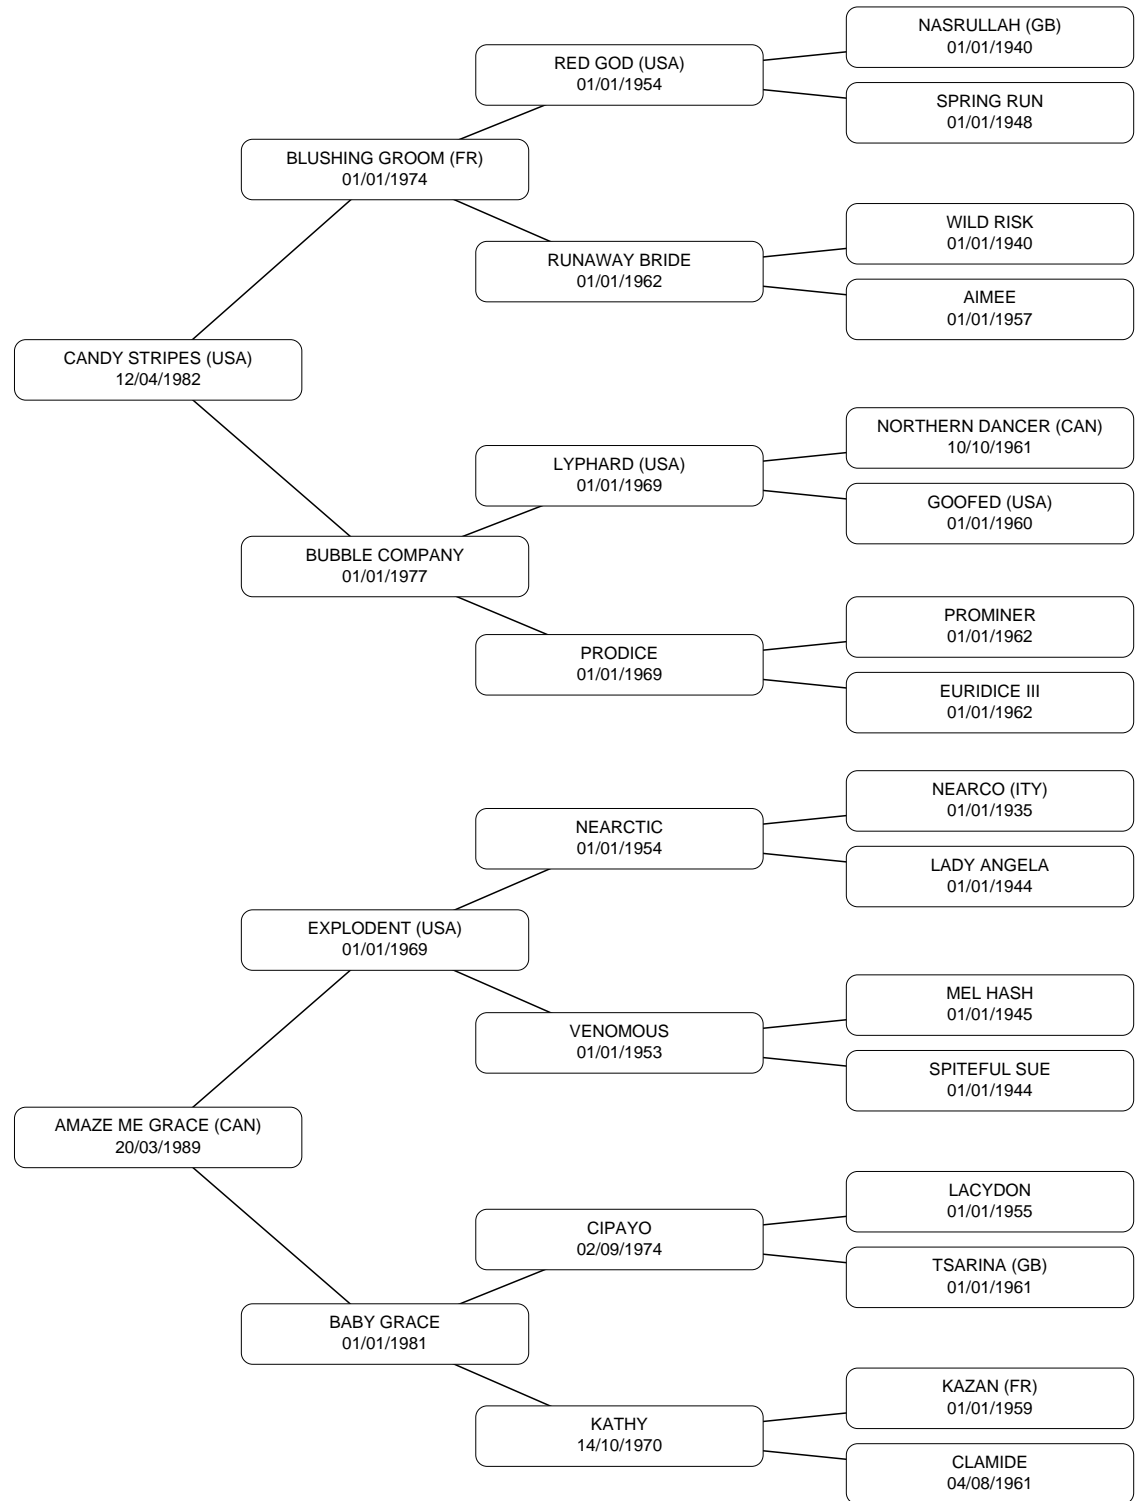 NASRULLAH (GB)
01/01/1940
RED GOD (USA)
01/01/1954
SPRING RUN
01/01/1948
BLUSHING GROOM (FR)
01/01/1974
WILD RISK
01/01/1940
RUNAWAY BRIDE
01/01/1962
AIMEE
01/01/1957
CANDY STRIPES (USA)
12/04/1982
NORTHERN DANCER (CAN)
10/10/1961
LYPHARD (USA)
01/01/1969
GOOFED (USA)
01/01/1960
BUBBLE COMPANY
01/01/1977
PROMINER
01/01/1962
PRODICE
01/01/1969
EURIDICE III
01/01/1962
NEARCO (ITY)
01/01/1935
NEARCTIC
01/01/1954
LADY ANGELA
01/01/1944
EXPLODENT (USA)
01/01/1969
MEL HASH
01/01/1945
VENOMOUS
01/01/1953
SPITEFUL SUE
01/01/1944
AMAZE ME GRACE (CAN)
20/03/1989
LACYDON
01/01/1955
CIPAYO
02/09/1974
TSARINA (GB)
01/01/1961
BABY GRACE
01/01/1981
KAZAN (FR)
01/01/1959
KATHY
14/10/1970
CLAMIDE
04/08/1961